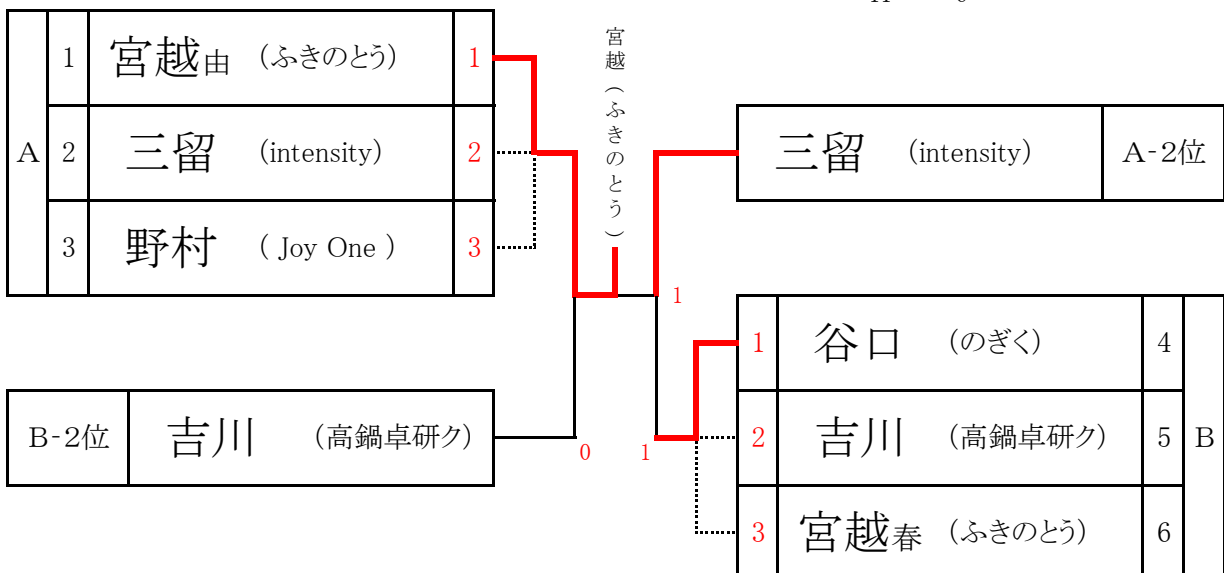 A
1 宮越由 (ふきのとう) 1
2 三留 (intensity) 2
3 野村 ( Joy One ) 3
B-2位 吉川 (高鍋卓研ク)
0
宮越(ふきのとう)
1
1
三留 (intensity) A-2位
1 谷口 (のぎく) 4
2 吉川 (高鍋卓研ク) 5
3 宮越春 (ふきのとう) 6
B